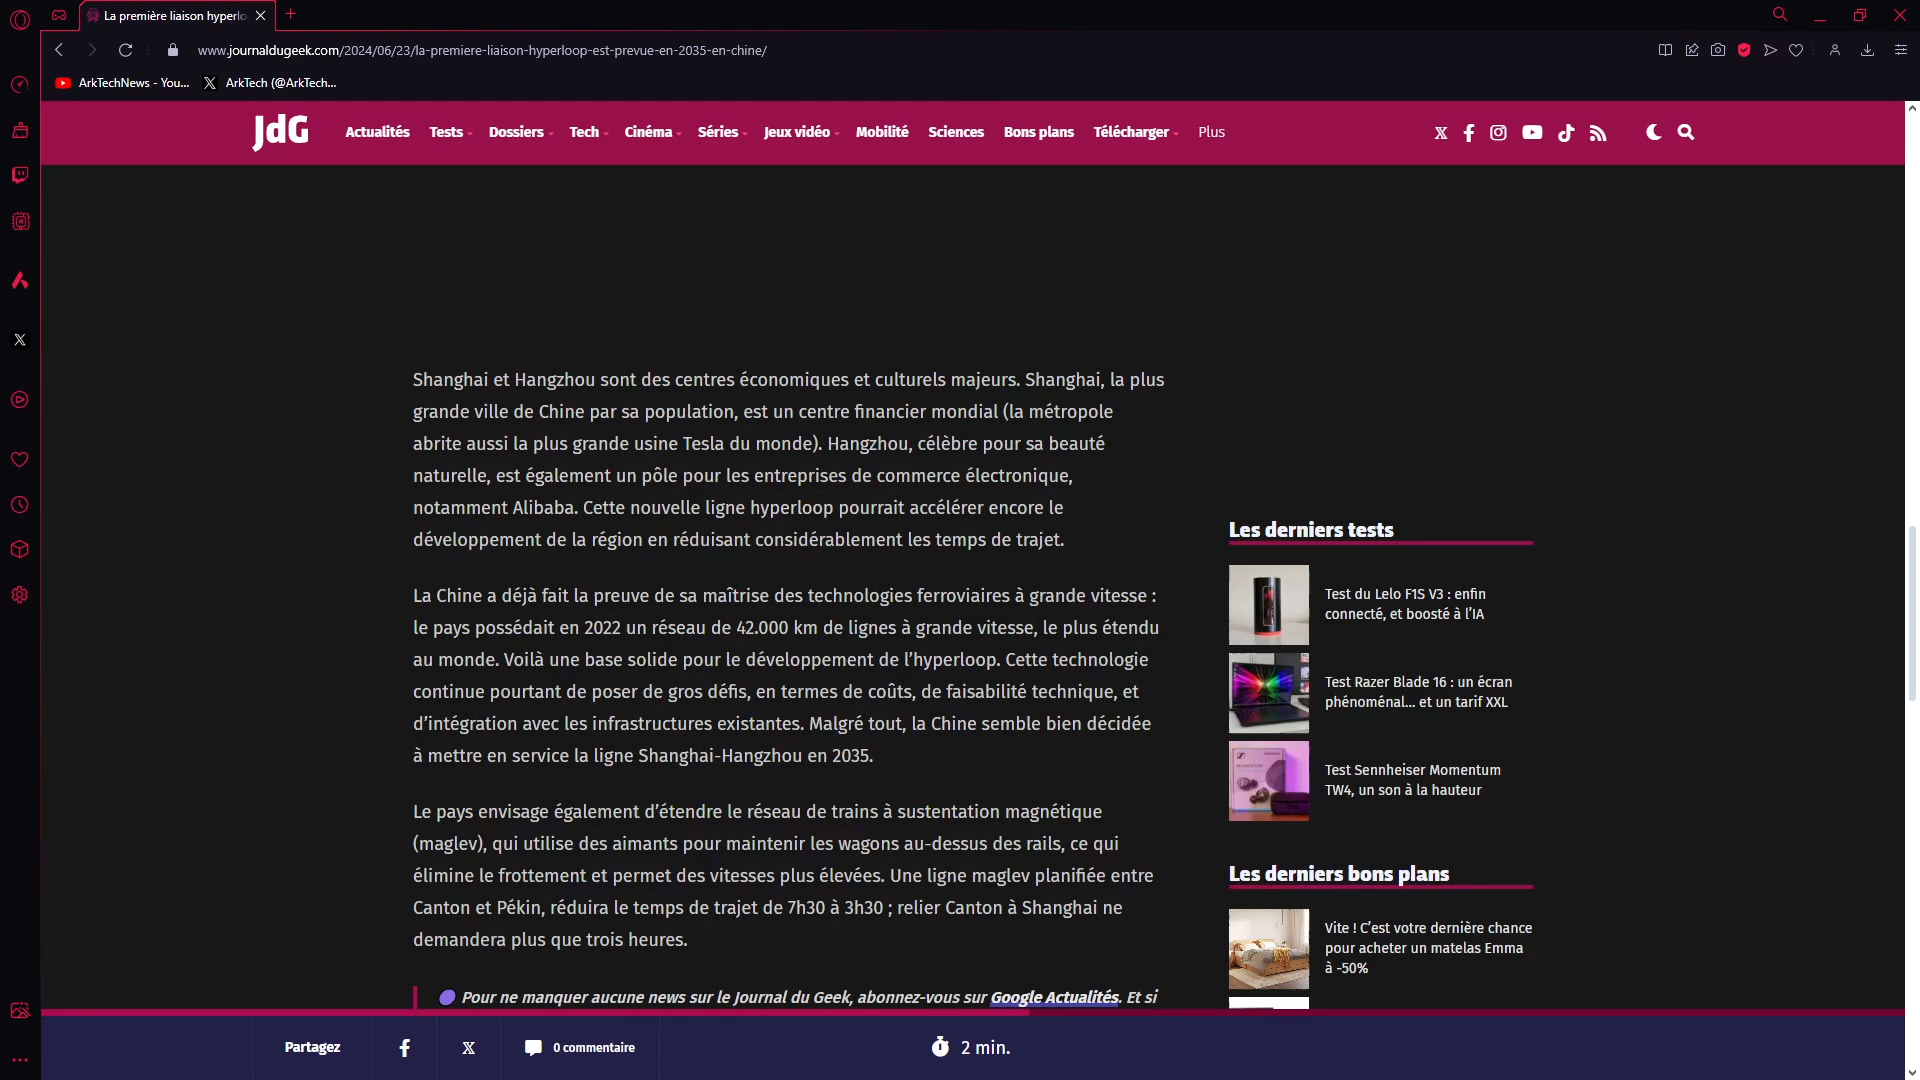 La première liaison hyperlo
www.journaldugeek.com/2024/06/23/la-premiere-liaison-hyperloop-est-prevue-en-2035-en-chine/
ArkTechNews - You...
ArkTech (@ArkTech...
JdG
Actualités
Tests
Dossiers
Tech
Cinéma
Séries
Jeux vidéo
Mobilité
Sciences
Bons plans
Télécharger
Plus
Shanghai et Hangzhou sont des centres économiques et culturels majeurs. Shanghai, la plus
grande ville de Chine par sa population, est un centre financier mondial (la métropole
abrite aussi la plus grande usine Tesla du monde). Hangzhou, célèbre pour sa beauté
naturelle, est également un pôle pour les entreprises de commerce électronique,
notamment Alibaba. Cette nouvelle ligne hyperloop pourrait accélérer encore le
développement de la région en réduisant considérablement les temps de trajet.
La Chine a déjà fait la preuve de sa maîtrise des technologies ferroviaires à grande vitesse :
le pays possédait en 2022 un réseau de 42.000 km de lignes à grande vitesse, le plus étendu
au monde. Voilà une base solide pour le développement de l’hyperloop. Cette technologie
continue pourtant de poser de gros défis, en termes de coûts, de faisabilité technique, et
d’intégration avec les infrastructures existantes. Malgré tout, la Chine semble bien décidée
à mettre en service la ligne Shanghai-Hangzhou en 2035.
Le pays envisage également d’étendre le réseau de trains à sustentation magnétique
(maglev), qui utilise des aimants pour maintenir les wagons au-dessus des rails, ce qui
élimine le frottement et permet des vitesses plus élevées. Une ligne maglev planifiée entre
Canton et Pékin, réduira le temps de trajet de 7h30 à 3h30 ; relier Canton à Shanghai ne
demandera plus que trois heures.
Pour ne manquer aucune news sur le Journal du Geek, abonnez-vous sur Google Actualités. Et si
Les derniers tests
Test du Lelo F1S V3 : enfin
connecté, et boosté à l’IA
Test Razer Blade 16 : un écran
phénoménal… et un tarif XXL
Test Sennheiser Momentum
TW4, un son à la hauteur
Les derniers bons plans
Vite ! C’est votre dernière chance
pour acheter un matelas Emma
à -50%
Partagez
0 commentaire
2 min.